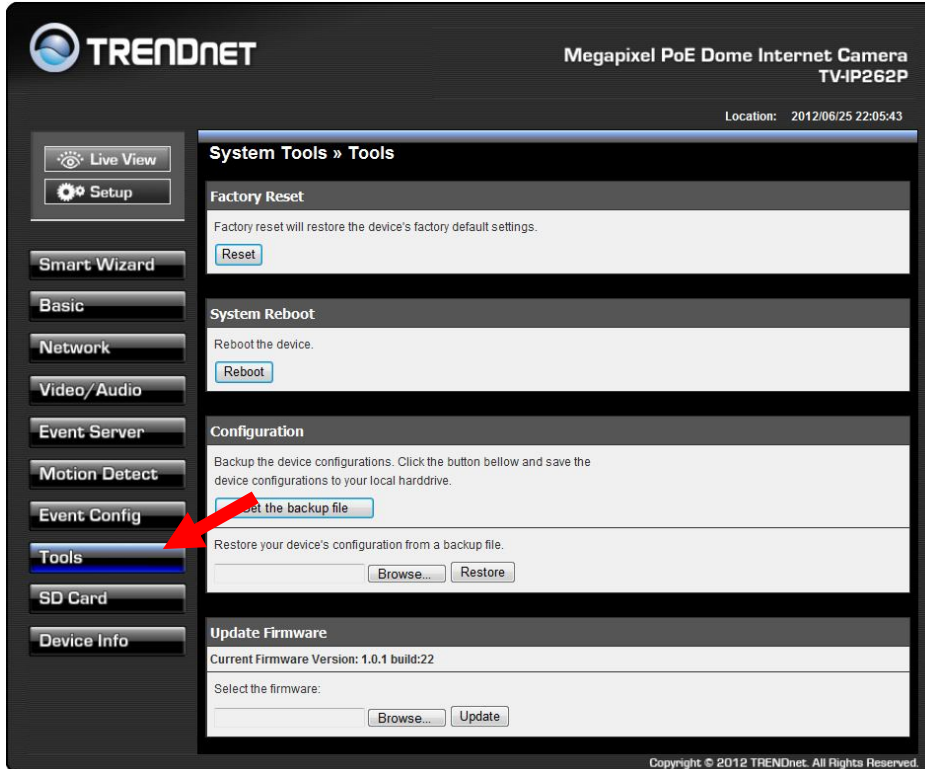 TRENDNET
Megapixel PoE Dome Internet Camera
TV-IP262P
Location: 2012/06/25 22:05:43
Live View
Setup
Smart Wizard
Basic
Network
Video/Audio
Event Server
Motion Detect
Event Config
Tools
SD Card
Device Info
System Tools » Tools
Factory Reset
Factory reset will restore the device's factory default settings.
Reset
System Reboot
Reboot the device.
Reboot
Configuration
Backup the device configurations. Click the button bellow and save the
device configurations to your local harddrive.
et the backup file
Restore your device's configuration from a backup file.
Browse... Restore
Update Firmware
Current Firmware Version: 1.0.1 build:22
Select the firmware:
Browse... Update
Copyright © 2012 TRENDnet. All Rights Reserved.